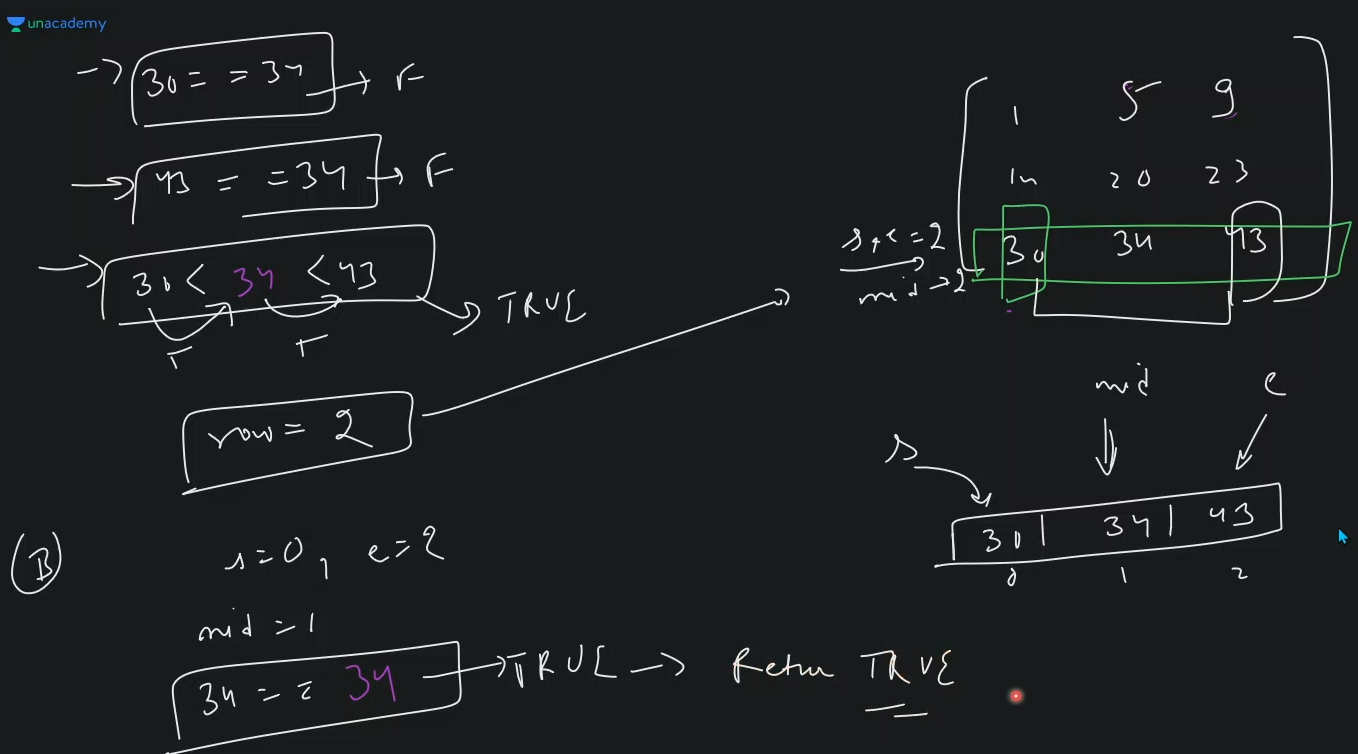 unacademy
-> 30 = = 34 -> F
-> 43 = = 34 -> F
-> 30 < 34 < 43
T T
TRUE
row = 2
1 5 9
14 20 23
30 34 43
s,e = 2
mid -> 2
s mid e
30 | 34 | 43
0 1 2
(B) s = 0, e = 2
mid = 1
34 = = 34 -> TRUE -> Return TRUE